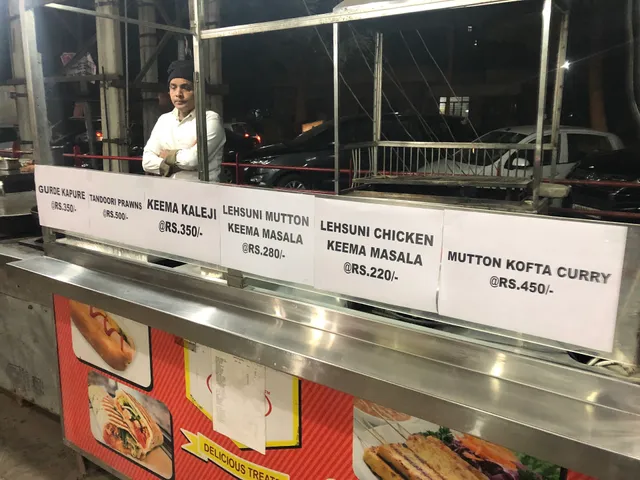 GURDE KAPURE
@RS.350/-
TANDOORI PRAWNS
@RS.500/-
KEEMA KALEJI
@RS.350/-
LEHSUNI MUTTON
KEEMA MASALA
@RS.280/-
LEHSUNI CHICKEN
KEEMA MASALA
@RS.220/-
MUTTON KOFTA CURRY
@RS.450/-
DELICIOUS TREATS